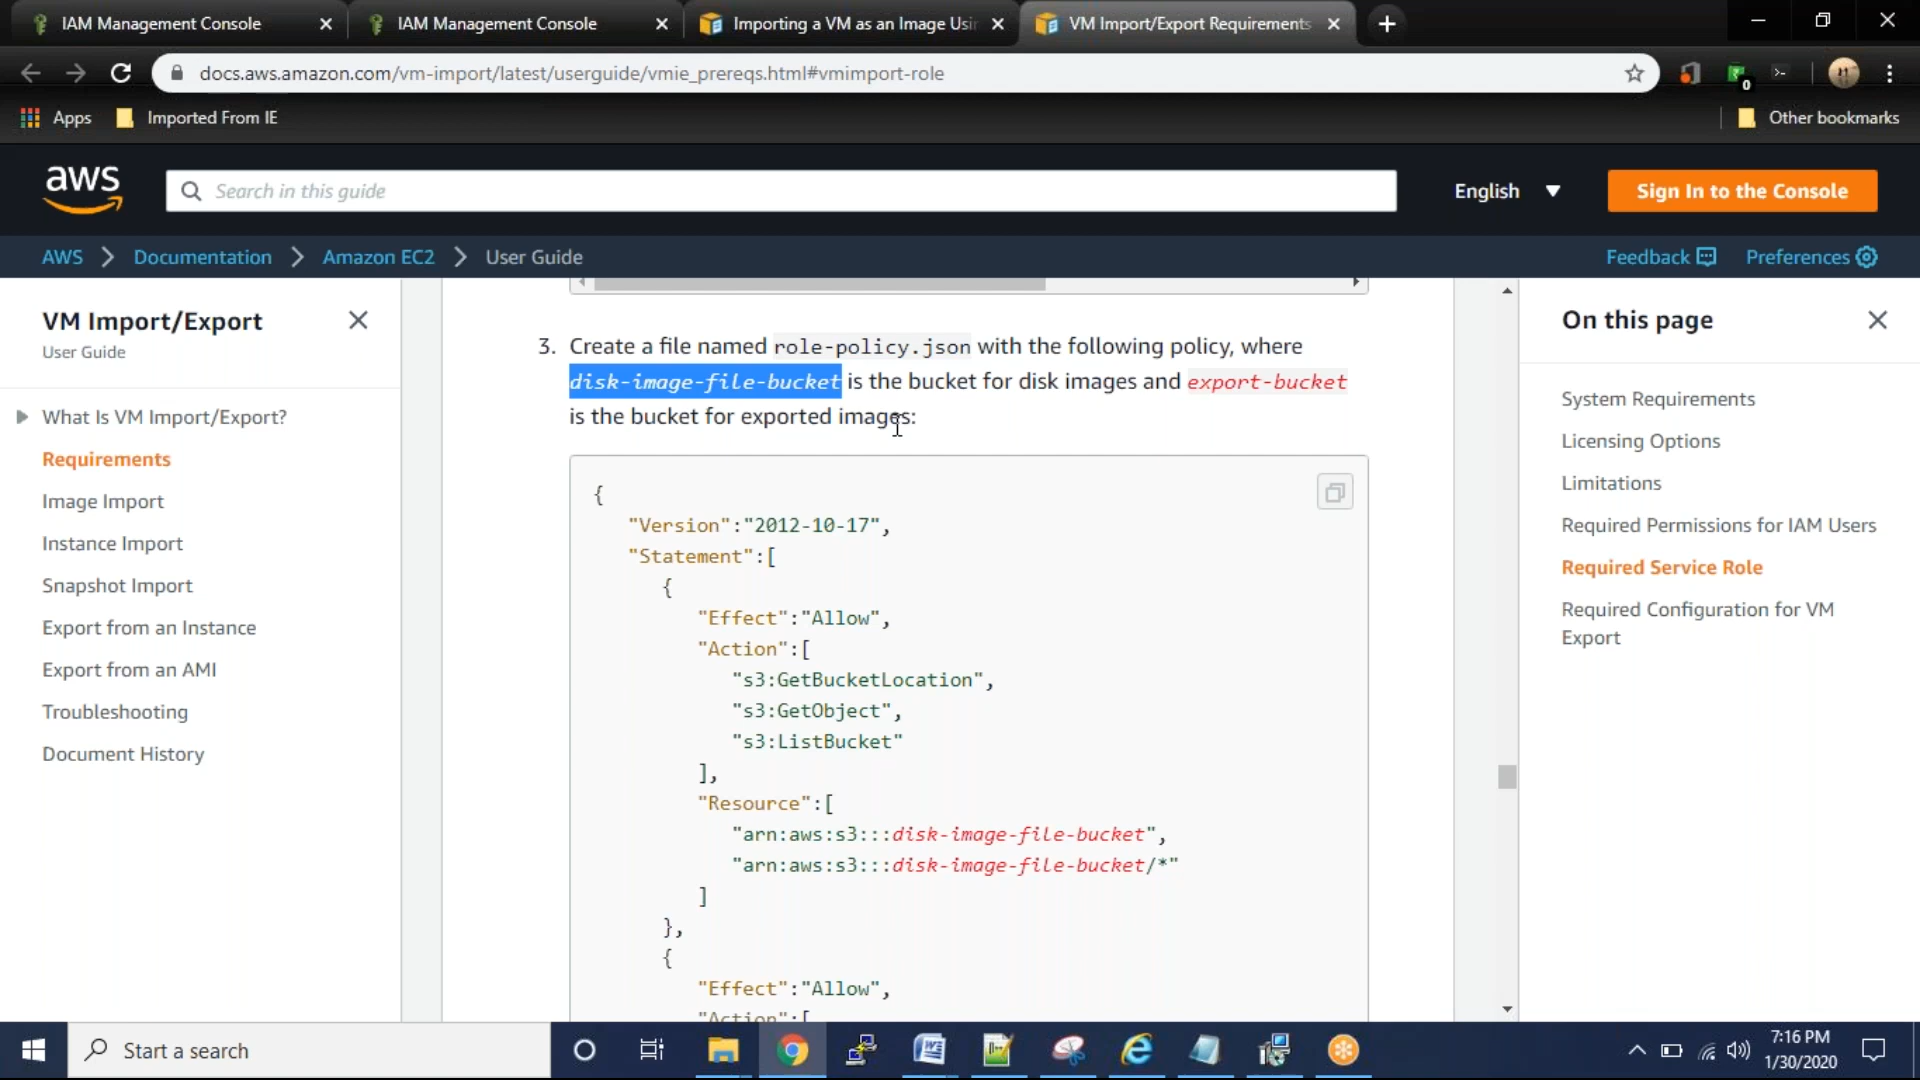 IAM Management Console
IAM Management Console
Importing a VM as an Image Usi
VM Import/Export Requirements
docs.aws.amazon.com/vm-import/latest/userguide/vmie_prereqs.html#vmimport-role
0
Apps
Imported From IE
Other bookmarks
aws
Search in this guide
English
Sign In to the Console
AWS > Documentation > Amazon EC2 > User Guide
Feedback
Preferences
VM Import/Export
User Guide
What Is VM Import/Export?
Requirements
Image Import
Instance Import
Snapshot Import
Export from an Instance
Export from an AMI
Troubleshooting
Document History
3. Create a file named role-policy.json with the following policy, where
disk-image-file-bucket is the bucket for disk images and export-bucket
is the bucket for exported images:
{
"Version":"2012-10-17",
"Statement":[
{
"Effect":"Allow",
"Action":[
"s3:GetBucketLocation",
"s3:GetObject",
"s3:ListBucket"
],
"Resource":[
"arn:aws:s3:::disk-image-file-bucket",
"arn:aws:s3:::disk-image-file-bucket/*"
]
},
{
"Effect":"Allow",
"Action":[
On this page
System Requirements
Licensing Options
Limitations
Required Permissions for IAM Users
Required Service Role
Required Configuration for VM
Export
Start a search
7:16 PM
1/30/2020